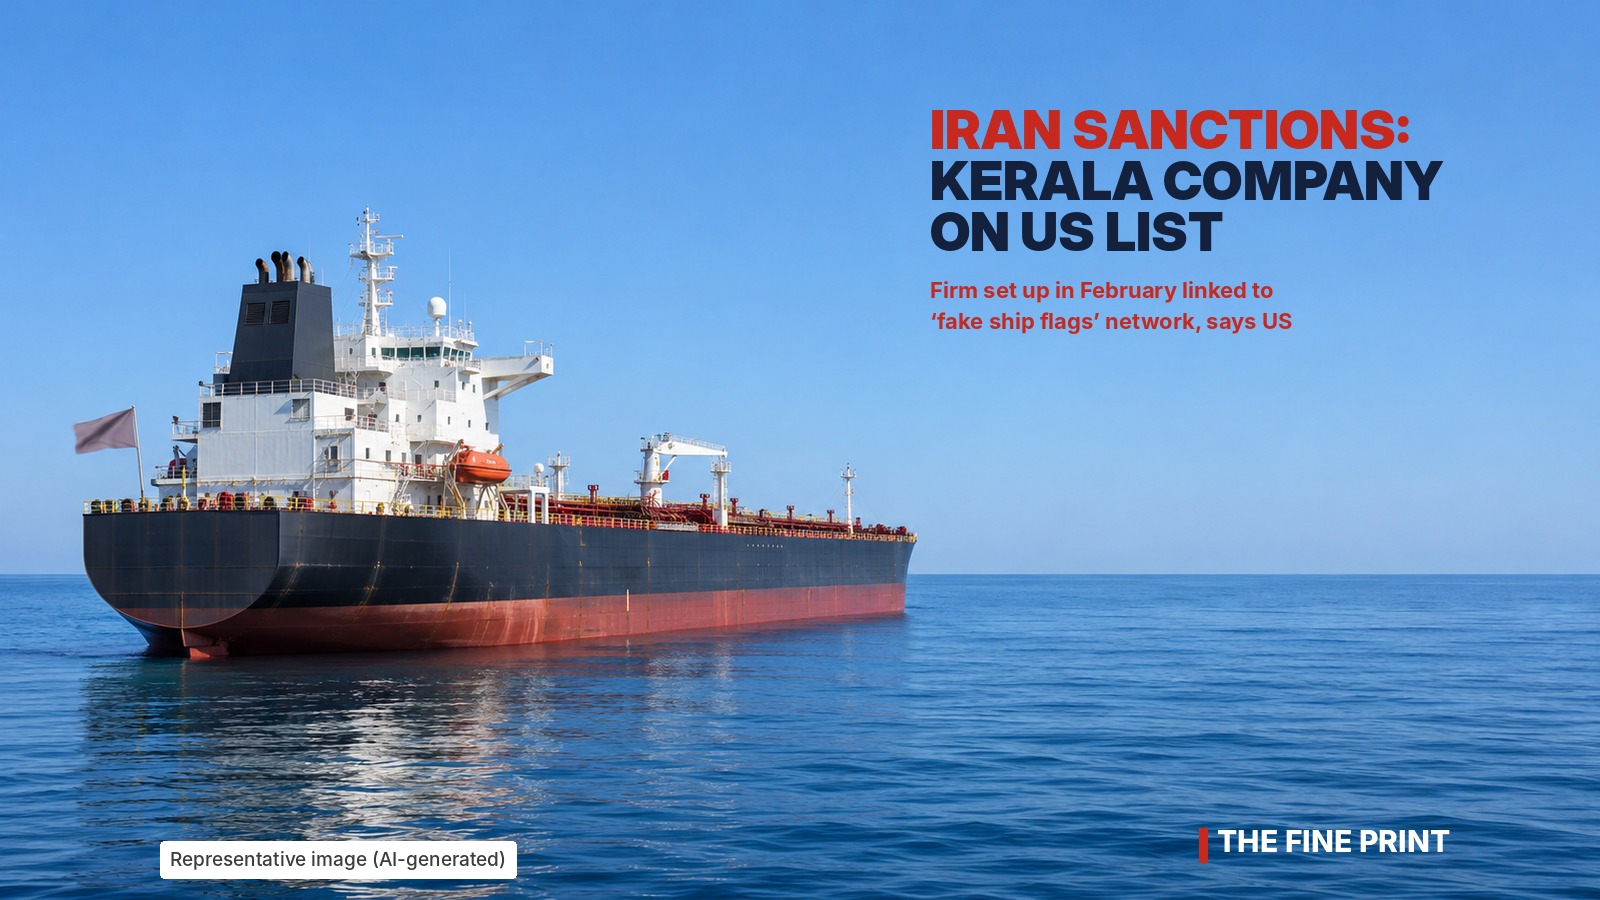 IRAN SANCTIONS:
KERALA COMPANY
ON US LIST
Firm set up in February linked to
‘fake ship flags’ network, says US
THE FINE PRINT
Representative image (AI-generated)